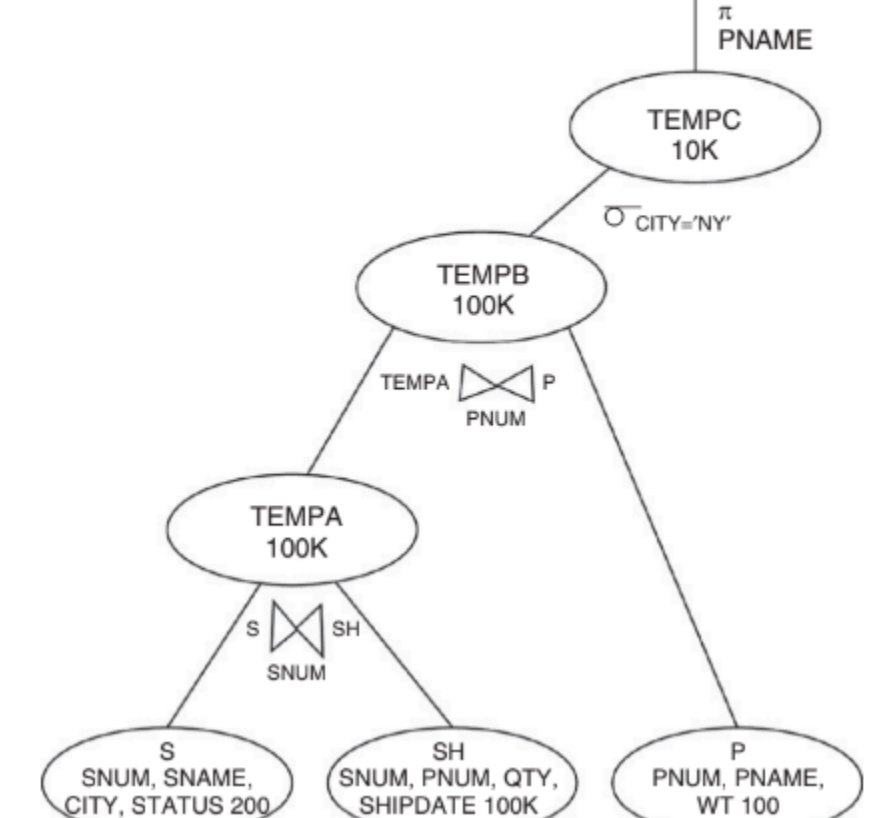 π
PNAME
TEMPC
10K
σ CITY='NY'
TEMPB
100K
TEMPA P
PNUM
TEMPA
100K
S SH
SNUM
S
SNUM, SNAME,
CITY, STATUS 200
SH
SNUM, PNUM, QTY,
SHIPDATE 100K
P
PNUM, PNAME,
WT 100